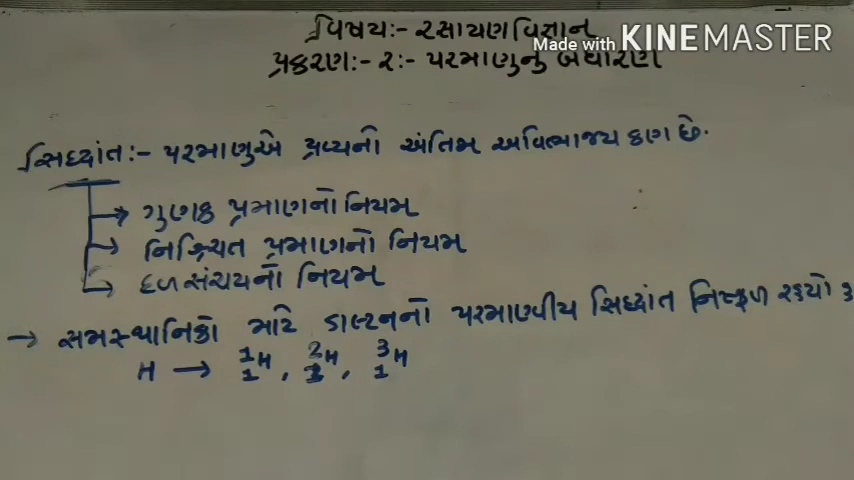 વિષય:- રસાયણ વિજ્ઞાન
Made with KINEMASTER
પ્રકરણ:- ૨:- પરમાણુનું બંધારણ
સિદ્ધાંત:- પરમાણુએ દ્રવ્યનો અંતિમ અવિભાજ્ય કણ છે.
→ ગુણક પ્રમાણનો નિયમ
→ નિશ્ચિત પ્રમાણનો નિયમ
→ દળસંચયનો નિયમ
→ સમસ્થાનિકો માટે ડાલ્ટનનો પરમાણ્વીય સિદ્ધાંત નિષ્ફળ રહ્યો
H → ¹₁H, ²₁H, ³₁H